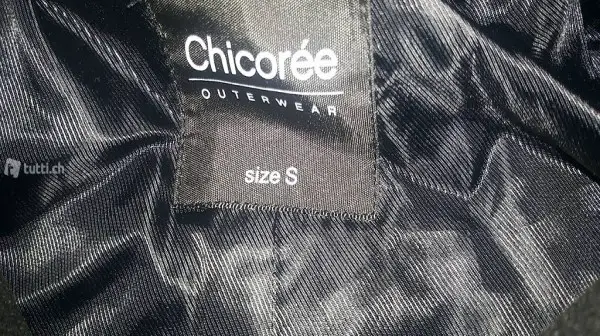 Chicorée
OUTERWEAR
size S
tutti.ch